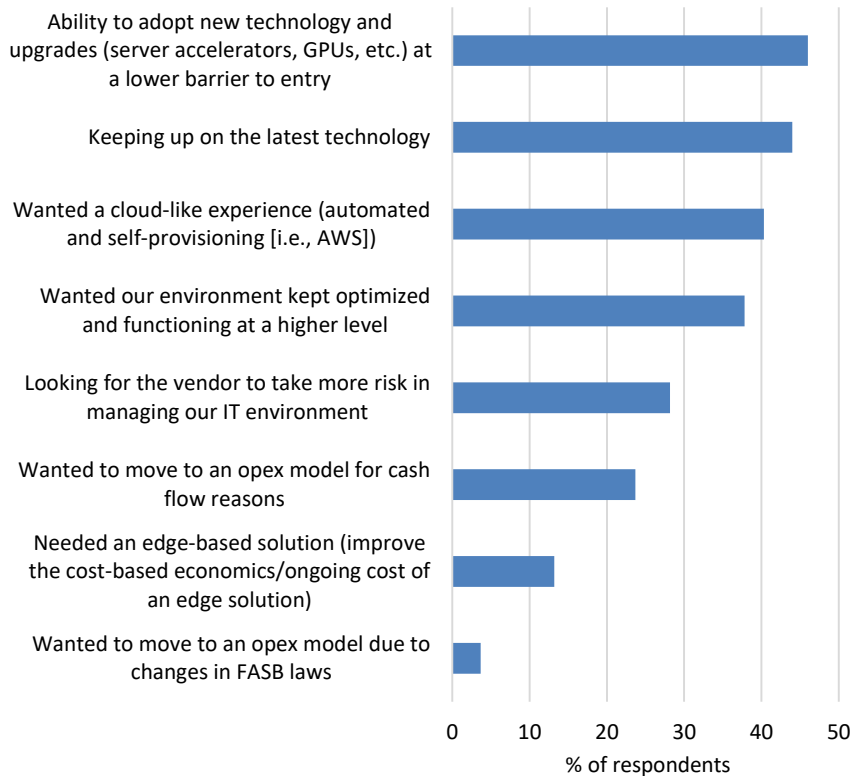 Ability to adopt new technology and
upgrades (server accelerators, GPUs, etc.) at
a lower barrier to entry
Keeping up on the latest technology
Wanted a cloud-like experience (automated
and self-provisioning [i.e., AWS])
Wanted our environment kept optimized
and functioning at a higher level
Looking for the vendor to take more risk in
managing our IT environment
Wanted to move to an opex model for cash
flow reasons
Needed an edge-based solution (improve
the cost-based economics/ongoing cost of
an edge solution)
Wanted to move to an opex model due to
changes in FASB laws
0 10 20 30 40 50
% of respondents